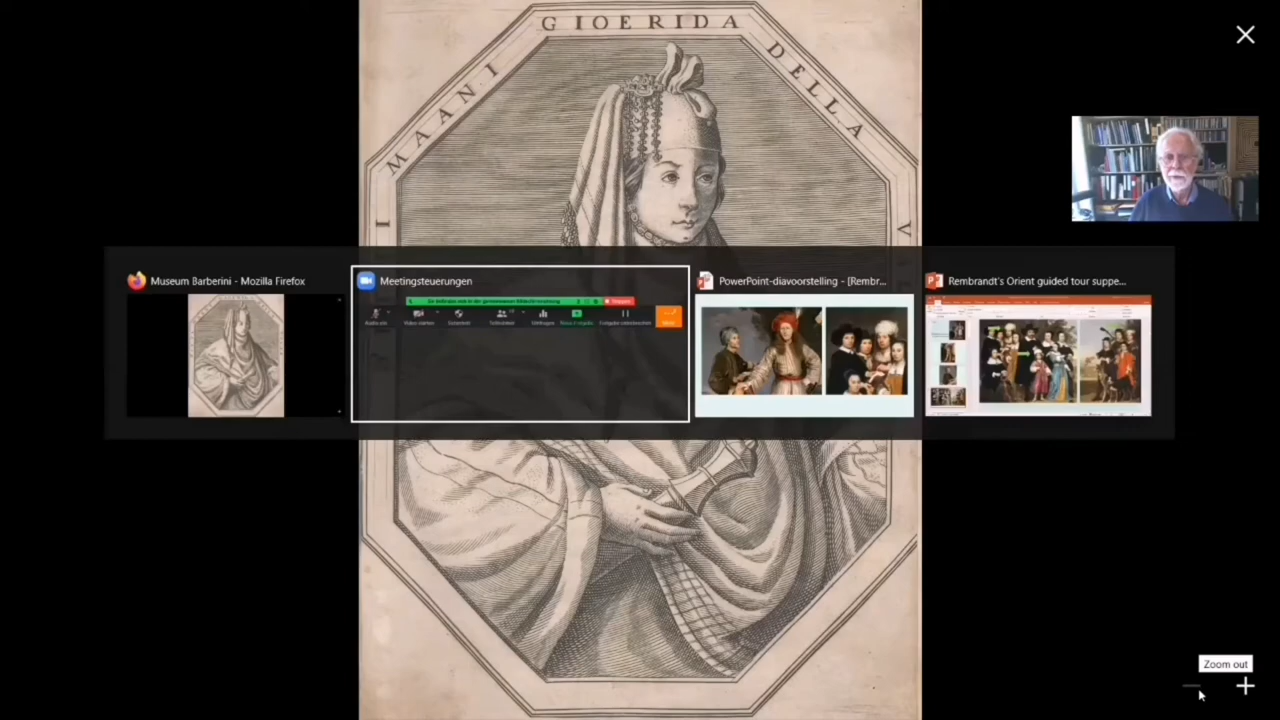 I MAANI GIOERIDA DELLA V
Museum Barberini - Mozilla Firefox
Meetingsteuerungen
PowerPoint-diavoorstelling - [Rembr...
Rembrandt's Orient guided tour suppe...
Zoom out